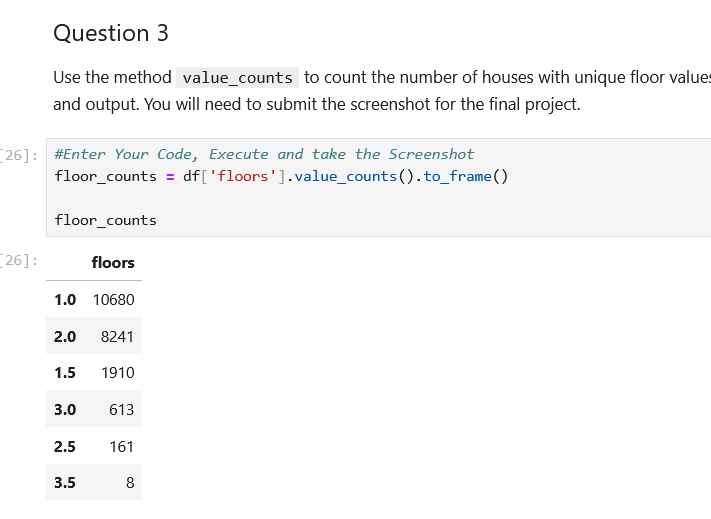 Question 3
Use the method value_counts to count the number of houses with unique floor values
and output. You will need to submit the screenshot for the final project.
[26]: #Enter Your Code, Execute and take the Screenshot
floor_counts = df['floors'].value_counts().to_frame()
floor_counts
[26]: floors
1.0 10680
2.0 8241
1.5 1910
3.0 613
2.5 161
3.5 8